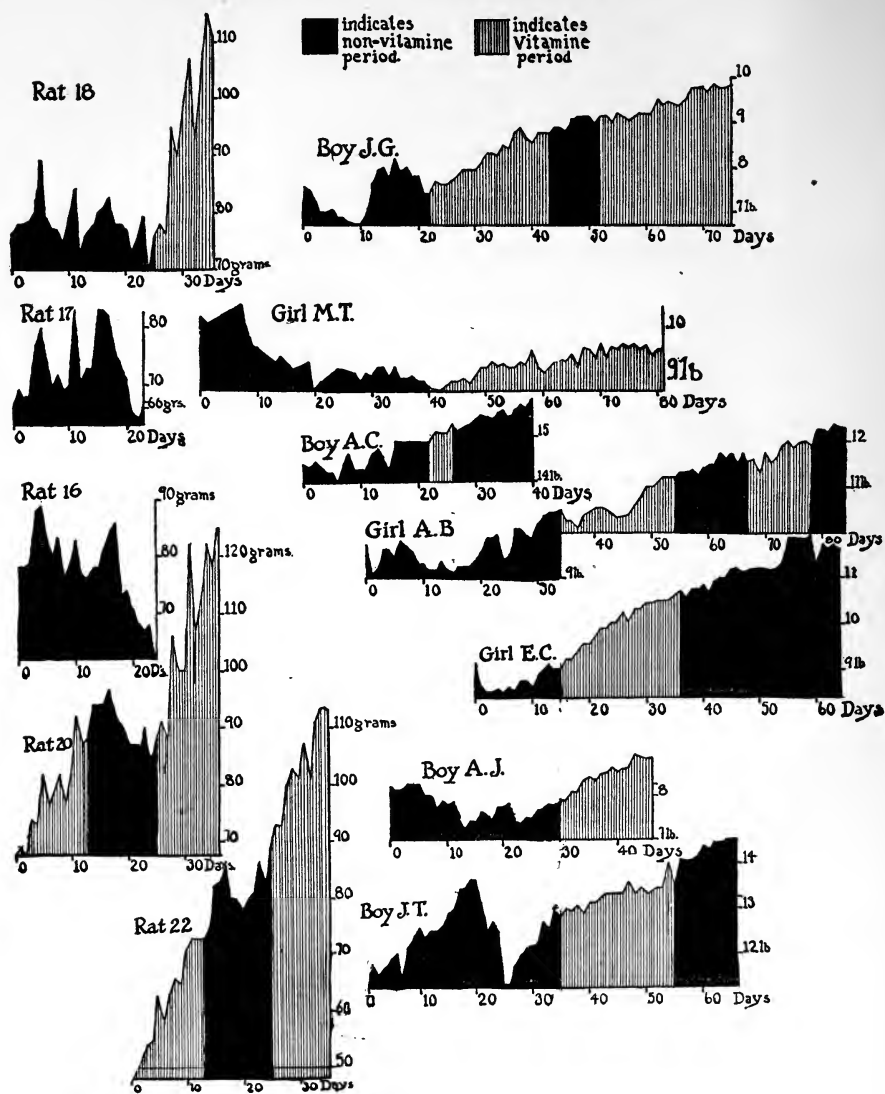 indicates
non-vitamine
period.
indicates
Vitamine
period
Rat 18
110
100
90
80
70 grams.
0 10 20 30 Days
Boy J.G.
10
9
8
7 lb.
0 10 20 30 40 50 60 70 Days
Rat 17
80
70
66 grs.
0 10 20 Days
Girl M.T.
10
9 lb
0 10 20 30 40 50 60 70 80 Days
Boy A.C.
15
14 lb.
0 10 20 30 40 Days
Rat 16
90 grams
80
70
0 10 20 D's
Girl A.B
12
11 lb.
9 lb.
0 10 20 30 40 50 60 70 80 Days
Rat 20
120 grams.
110
100
90
80
70
0 10 20 30 Days
Girl E.C.
12
10
9 lb
0 10 20 30 40 50 60 Days
Boy A.J.
8
7 lb.
0 10 20 30 40 Days
Rat 22
110 grams
100
90
80
70
60
50
0 10 20 30 Days
Boy J.T.
14
13
12 lb
0 10 20 30 40 50 60 Days